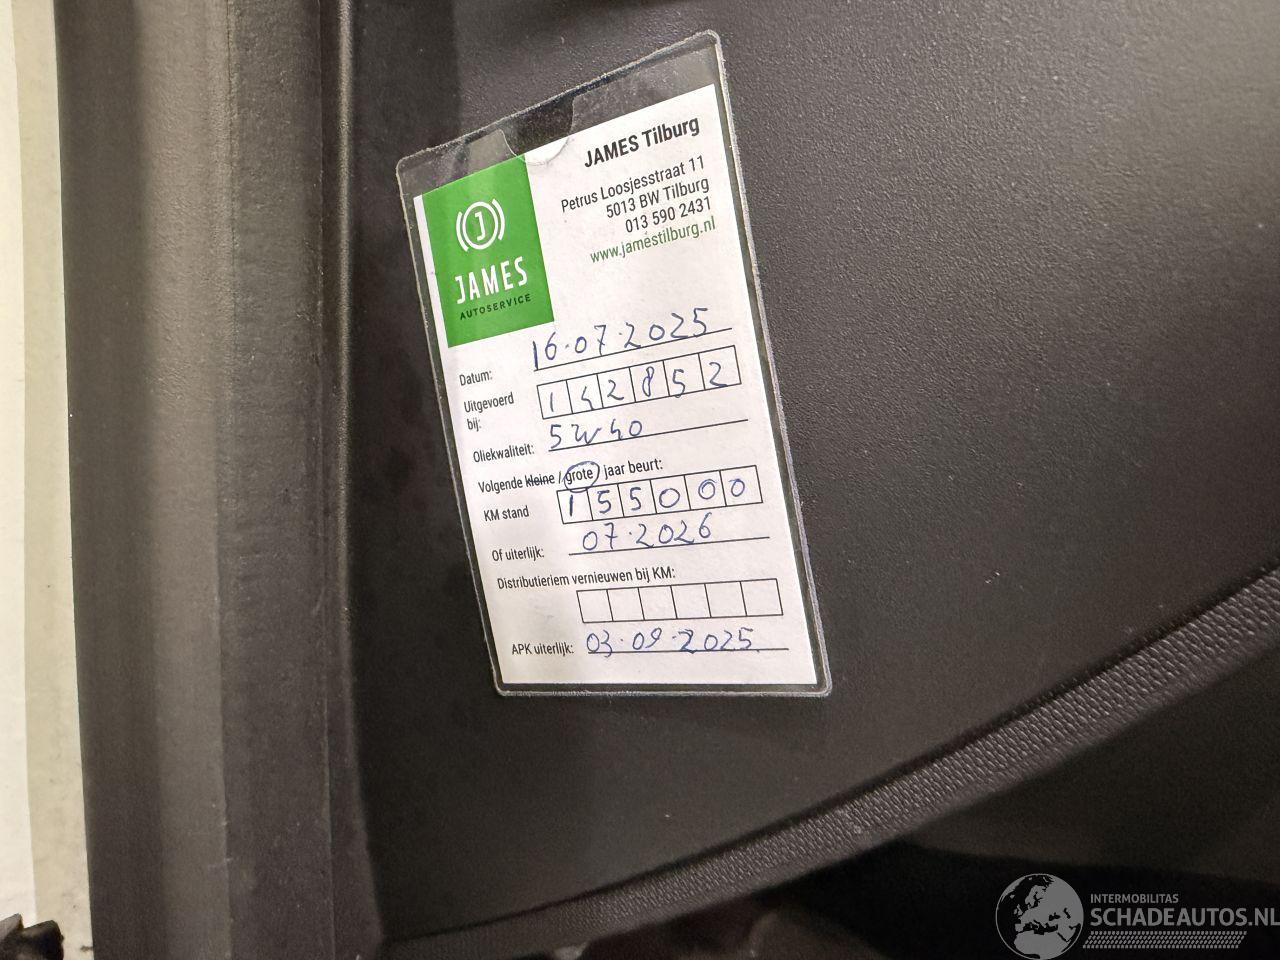 JAMES Tilburg
Petrus Loosjesstraat 11
5013 BW Tilburg
013 590 2431
www.jamestilburg.nl
J
JAMES
AUTOSERVICE
Datum: 16-07-2025
Uitgevoerd bij: 142852
Oliekwaliteit: 5W40
Volgende kleine / grote / jaar beurt:
KM stand 155000
Of uiterlijk: 07-2026
Distributieriem vernieuwen bij KM:
APK uiterlijk: 03-09-2025
INTERMOBILITAS
SCHADEAUTOS.NL